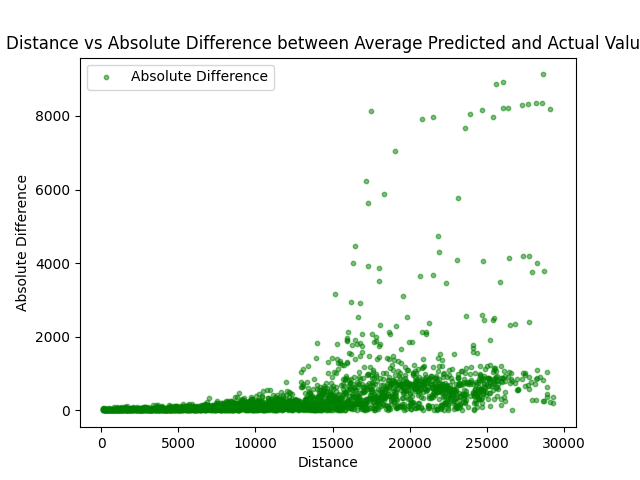 Distance vs Absolute Difference between Average Predicted and Actual Valu
Absolute Difference
8000
6000
4000
2000
0
Absolute Difference
0 5000 10000 15000 20000 25000 30000
Distance